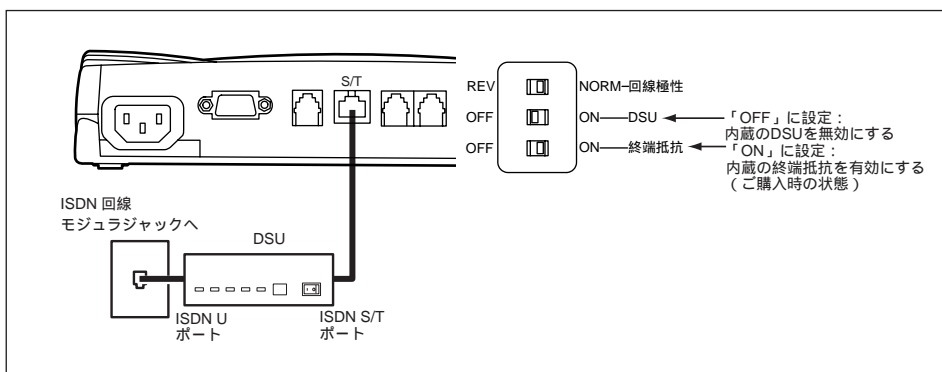 S/T
REV NORM 回線極性
OFF ON DSU
OFF ON 終端抵抗
「OFF」に設定：
内蔵のDSUを無効にする
「ON」に設定：
内蔵の終端抵抗を有効にする
（ご購入時の状態）
ISDN 回線
モジュラジャックへ
DSU
ISDN U
ポート
ISDN S/T
ポート